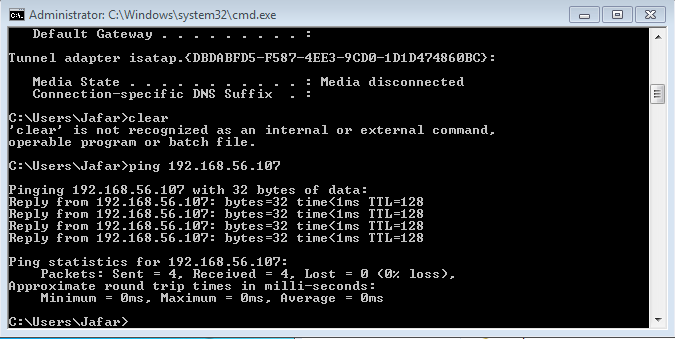 Administrator: C:\Windows\system32\cmd.exe
Default Gateway . . . . . . . . . :
Tunnel adapter isatap.{DBDABFD5-F587-4EE3-9CD0-1D1D474860BC}:
Media State . . . . . . . . . . . : Media disconnected
Connection-specific DNS Suffix  . :
C:\Users\Jafar>clear
'clear' is not recognized as an internal or external command,
operable program or batch file.
C:\Users\Jafar>ping 192.168.56.107
Pinging 192.168.56.107 with 32 bytes of data:
Reply from 192.168.56.107: bytes=32 time<1ms TTL=128
Reply from 192.168.56.107: bytes=32 time<1ms TTL=128
Reply from 192.168.56.107: bytes=32 time<1ms TTL=128
Reply from 192.168.56.107: bytes=32 time<1ms TTL=128
Ping statistics for 192.168.56.107:
Packets: Sent = 4, Received = 4, Lost = 0 (0% loss),
Approximate round trip times in milli-seconds:
Minimum = 0ms, Maximum = 0ms, Average = 0ms
C:\Users\Jafar>